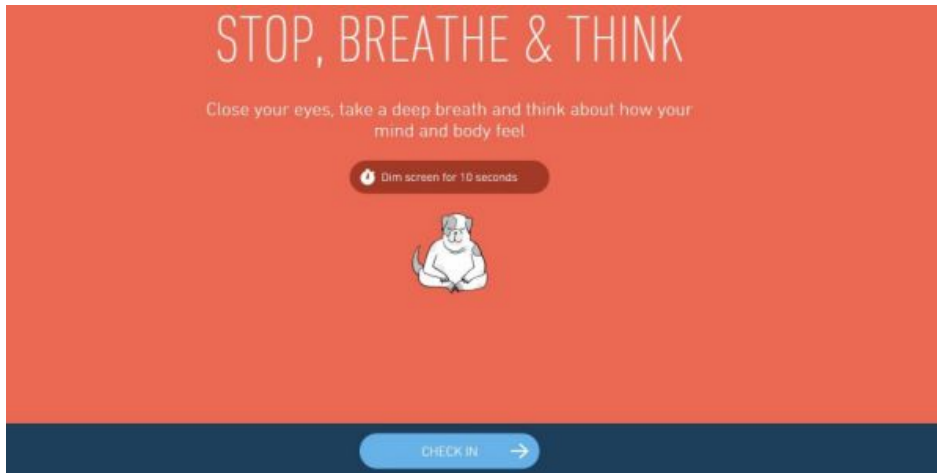 STOP, BREATHE & THINK
Close your eyes, take a deep breath and think about how your
mind and body feel
Dim screen for 10 seconds
CHECK IN